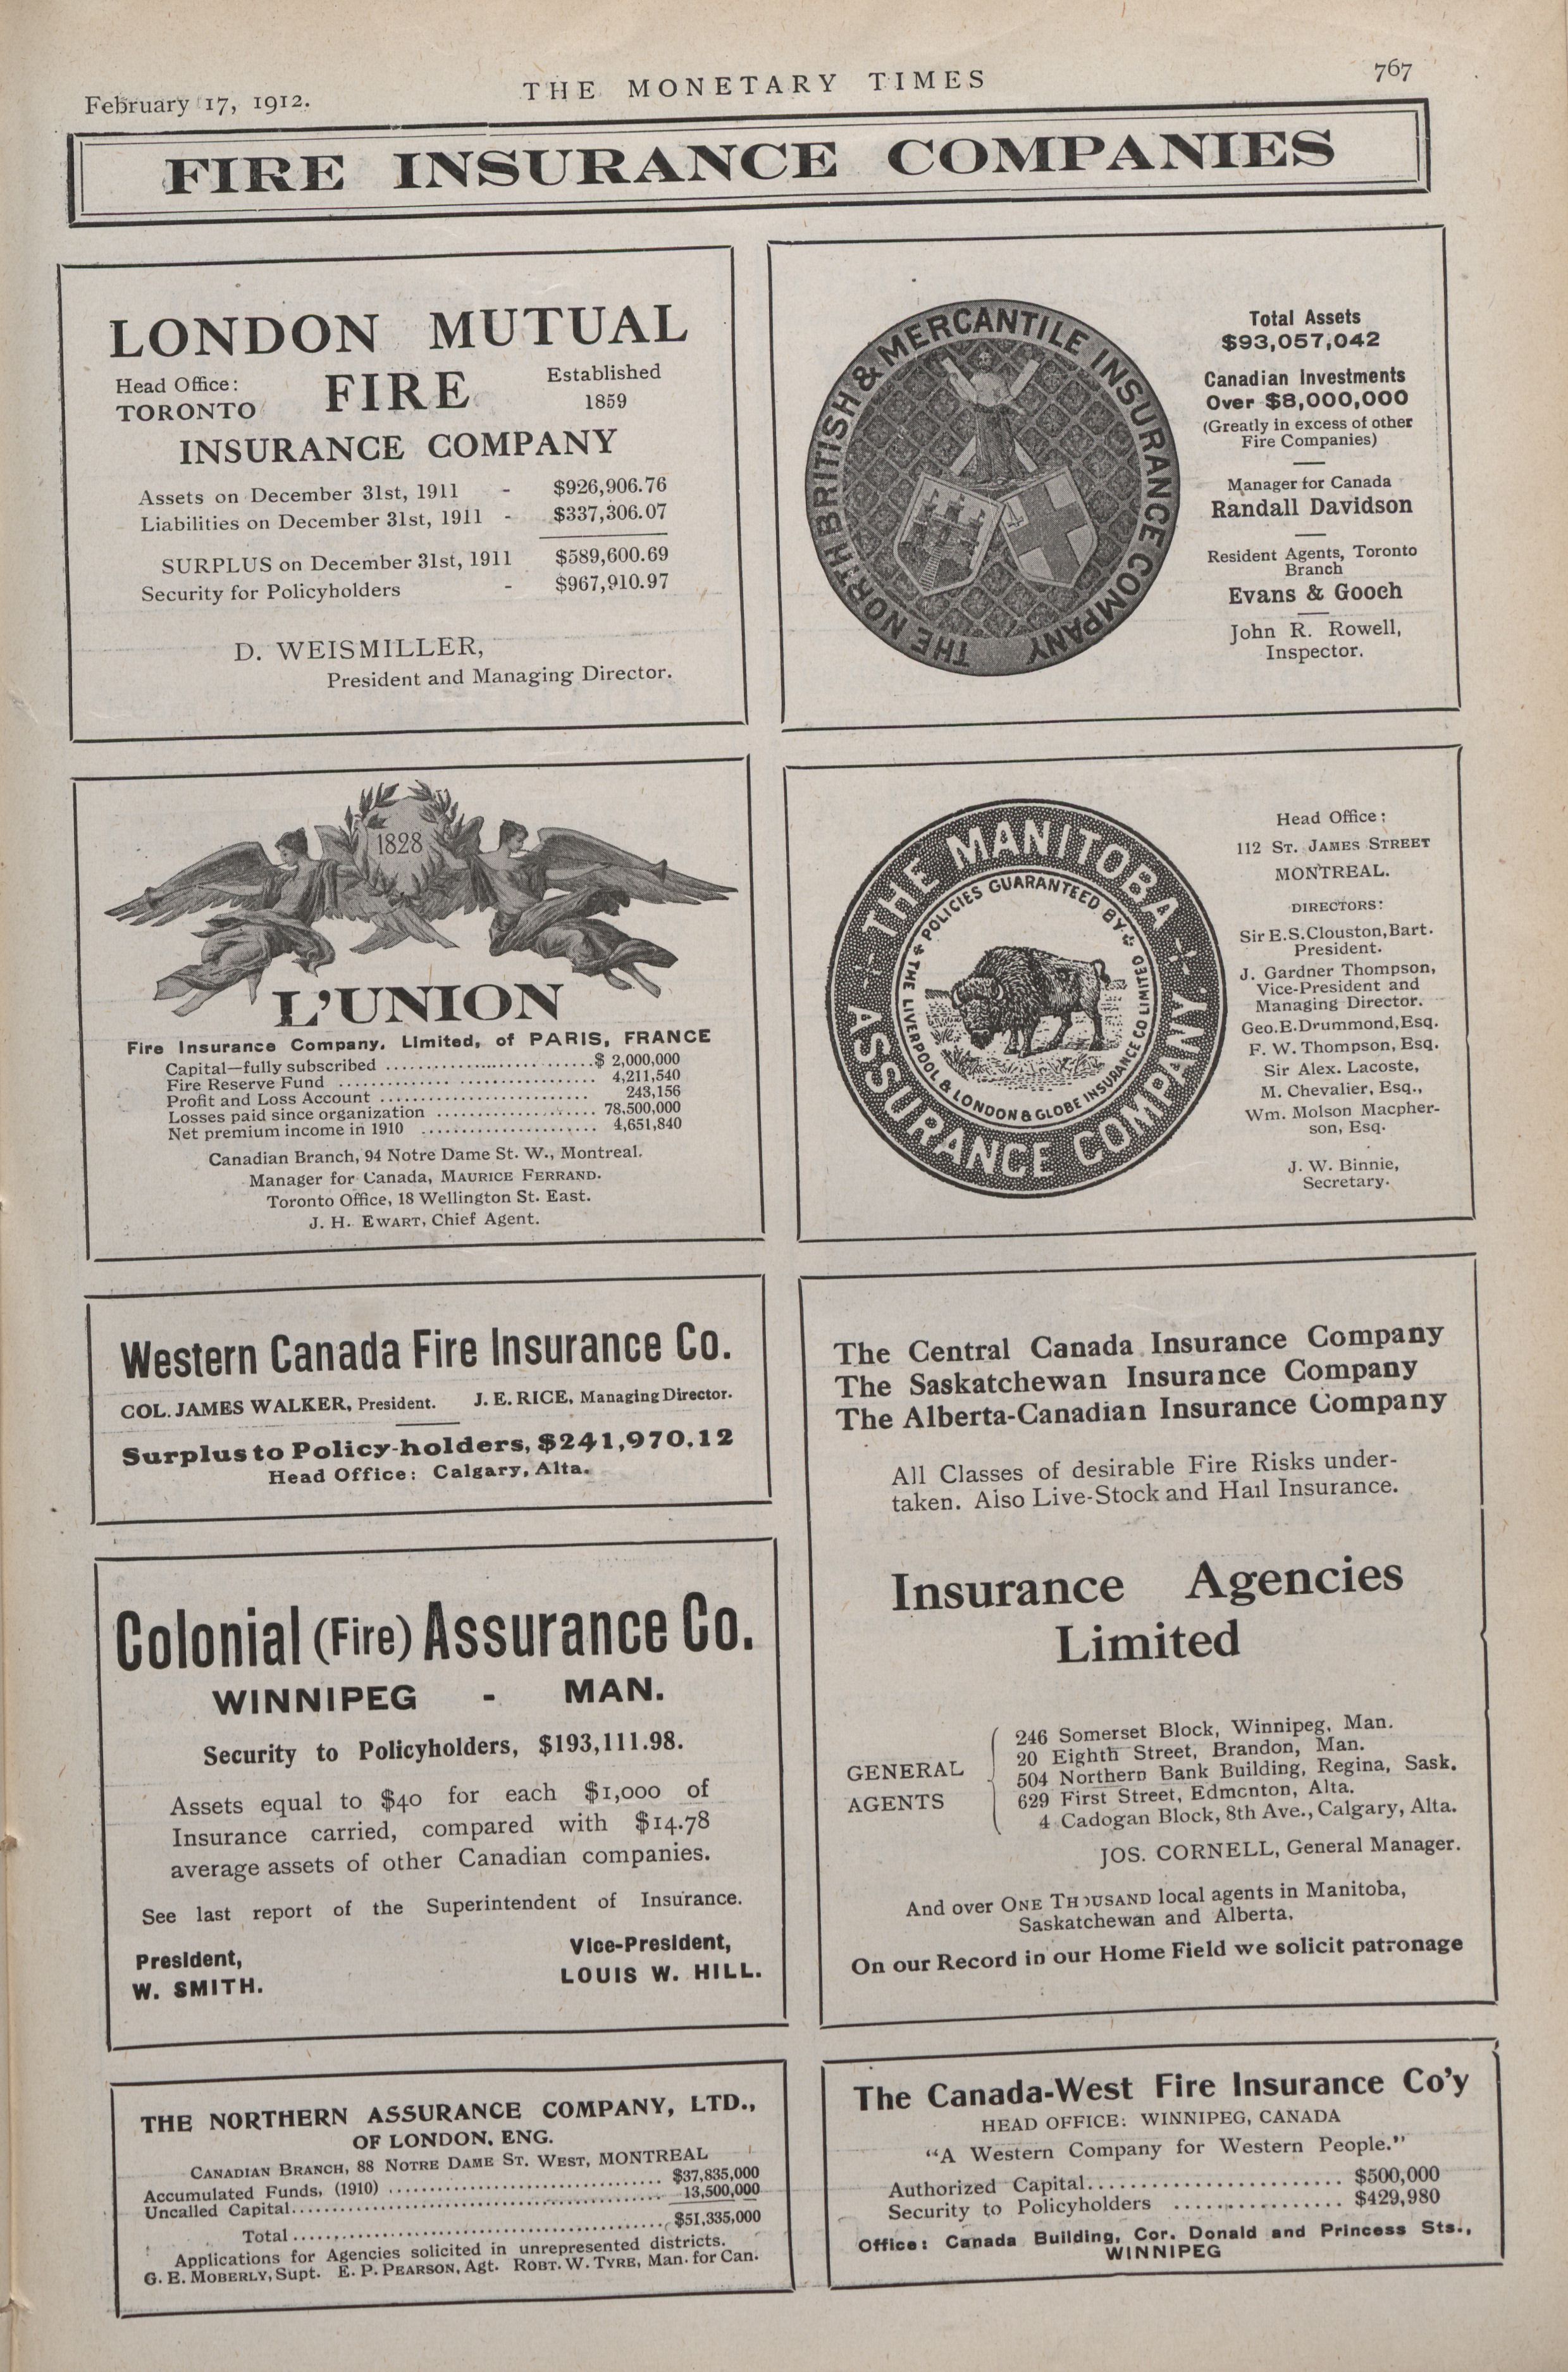 February 17, 1912.
THE MONETARY TIMES
767
FIRE INSURANCE COMPANIES
LONDON MUTUAL
Head Office:
TORONTO
FIRE
Established
1859
INSURANCE COMPANY
Assets on December 31st, 1911 - $926,906.76
Liabilities on December 31st, 1911 - $337,306.07
SURPLUS on December 31st, 1911 $589,600.69
Security for Policyholders - $967,910.97
D. WEISMILLER,
President and Managing Director.
THE NORTH BRITISH & MERCANTILE INSURANCE COMPANY
Total Assets
$93,057,042
Canadian Investments
Over $8,000,000
(Greatly in excess of other
Fire Companies)
Manager for Canada
Randall Davidson
Resident Agents, Toronto
Branch
Evans & Gooch
John R. Rowell,
Inspector.
1828
L'UNION
Fire Insurance Company, Limited, of PARIS, FRANCE
Capital—fully subscribed ........................$ 2,000,000
Fire Reserve Fund ........................ 4,211,540
Profit and Loss Account ........................ 243,156
Losses paid since organization .................... 78,500,000
Net premium income in 1910 .................... 4,651,840
Canadian Branch, 94 Notre Dame St. W., Montreal.
Manager for Canada, MAURICE FERRAND.
Toronto Office, 18 Wellington St. East.
J. H. EWART, Chief Agent.
THE MANITOBA ASSURANCE COMPANY
POLICIES GUARANTEED BY
THE LIVERPOOL & LONDON & GLOBE INSURANCE CO LIMITED
Head Office:
112 ST. JAMES STREET
MONTREAL.
DIRECTORS:
Sir E.S. Clouston, Bart.
President.
J. Gardner Thompson,
Vice-President and
Managing Director.
Geo. E. Drummond, Esq.
F. W. Thompson, Esq.
Sir Alex. Lacoste,
M. Chevalier, Esq.,
Wm. Molson Macpher-
son, Esq.
J. W. Binnie,
Secretary.
Western Canada Fire Insurance Co.
COL. JAMES WALKER, President. J. E. RICE, Managing Director.
Surplus to Policy-holders, $241,970.12
Head Office: Calgary, Alta.
The Central Canada Insurance Company
The Saskatchewan Insurance Company
The Alberta-Canadian Insurance Company
All Classes of desirable Fire Risks under-
taken. Also Live-Stock and Hail Insurance.
Insurance Agencies
Limited
GENERAL
AGENTS
246 Somerset Block, Winnipeg, Man.
20 Eighth Street, Brandon, Man.
504 Northern Bank Building, Regina, Sask.
629 First Street, Edmonton, Alta.
4 Cadogan Block, 8th Ave., Calgary, Alta.
JOS. CORNELL, General Manager.
And over ONE THOUSAND local agents in Manitoba,
Saskatchewan and Alberta.
On our Record in our Home Field we solicit patronage
Colonial (Fire) Assurance Co.
WINNIPEG - MAN.
Security to Policyholders, $193,111.98.
Assets equal to $40 for each $1,000 of
Insurance carried, compared with $14.78
average assets of other Canadian companies.
See last report of the Superintendent of Insurance.
President,
W. SMITH.
Vice-President,
LOUIS W. HILL.
THE NORTHERN ASSURANCE COMPANY, LTD.,
OF LONDON, ENG.
CANADIAN BRANCH, 88 NOTRE DAME ST. WEST, MONTREAL
Accumulated Funds, (1910) ........................ $37,835,000
Uncalled Capital........................ 13,500,000
Total ........................ $51,335,000
Applications for Agencies solicited in unrepresented districts.
G. E. MOBERLY, Supt. E. P. PEARSON, Agt. ROBT. W. TYRE, Man. for Can.
The Canada-West Fire Insurance Co'y
HEAD OFFICE: WINNIPEG, CANADA
"A Western Company for Western People."
Authorized Capital........................ $500,000
Security to Policyholders ................ $429,980
Office: Canada Building, Cor. Donald and Princess Sts.,
WINNIPEG